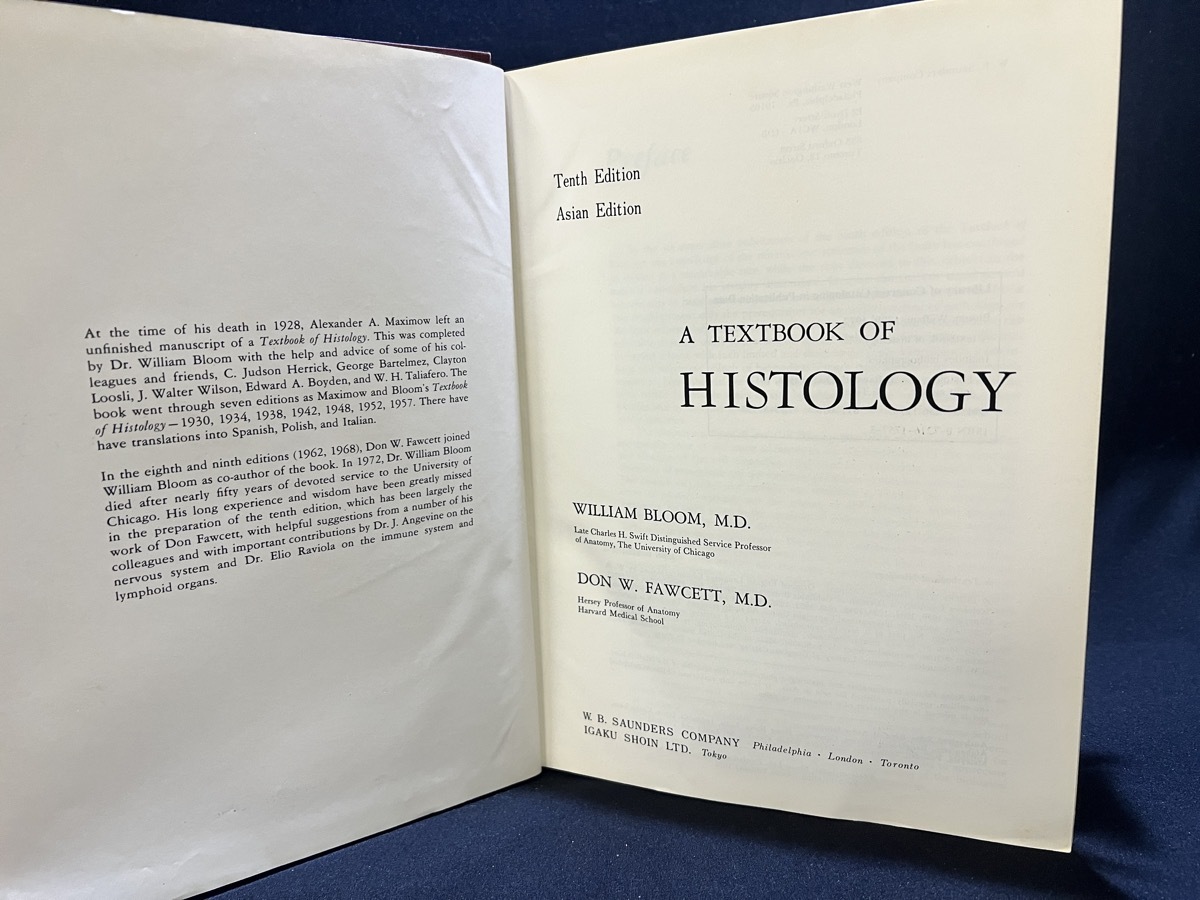 At the time of his death in 1928, Alexander A. Maximow left an
unfinished manuscript of a Textbook of Histology. This was completed
by Dr. William Bloom with the help and advice of some of his col-
leagues and friends, C. Judson Herrick, George Bartelmez, Clayton
Loosli, J. Walter Wilson, Edward A. Boyden, and W. H. Taliafero. The
book went through seven editions as Maximow and Bloom's Textbook
of Histology — 1930, 1934, 1938, 1942, 1948, 1952, 1957. There have
have translations into Spanish, Polish, and Italian.
In the eighth and ninth editions (1962, 1968), Don W. Fawcett joined
William Bloom as co-author of the book. In 1972, Dr. William Bloom
died after nearly fifty years of devoted service to the University of
Chicago. His long experience and wisdom have been greatly missed
in the preparation of the tenth edition, which has been largely the
work of Don Fawcett, with helpful suggestions from a number of his
colleagues and with important contributions by Dr. J. Angevine on the
nervous system and Dr. Elio Raviola on the immune system and
lymphoid organs.
Tenth Edition
Asian Edition
A TEXTBOOK OF
HISTOLOGY
WILLIAM BLOOM, M.D.
Late Charles H. Swift Distinguished Service Professor
of Anatomy, The University of Chicago
DON W. FAWCETT, M.D.
Hersey Professor of Anatomy
Harvard Medical School
W. B. SAUNDERS COMPANY Philadelphia · London · Toronto
IGAKU SHOIN LTD. Tokyo